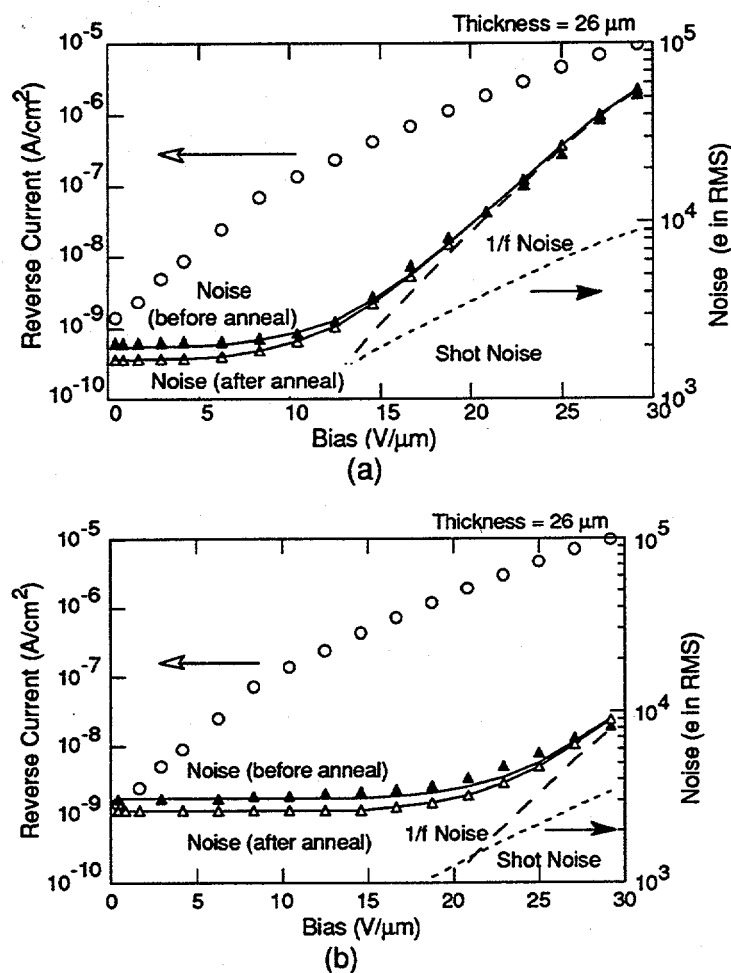 Thickness = 26 μm
10-5
10-6
10-7
10-8
10-9
10-10
Reverse Current (A/cm2)
105
104
103
Noise (e in RMS)
Noise
(before anneal)
Noise (after anneal)
1/f Noise
Shot Noise
0 5 10 15 20 25 30
Bias (V/μm)
(a)
Thickness = 26 μm
10-5
10-6
10-7
10-8
10-9
10-10
Reverse Current (A/cm2)
105
104
103
Noise (e in RMS)
Noise (before anneal)
Noise (after anneal)
1/f Noise
Shot Noise
0 5 10 15 20 25 30
Bias (V/μm)
(b)